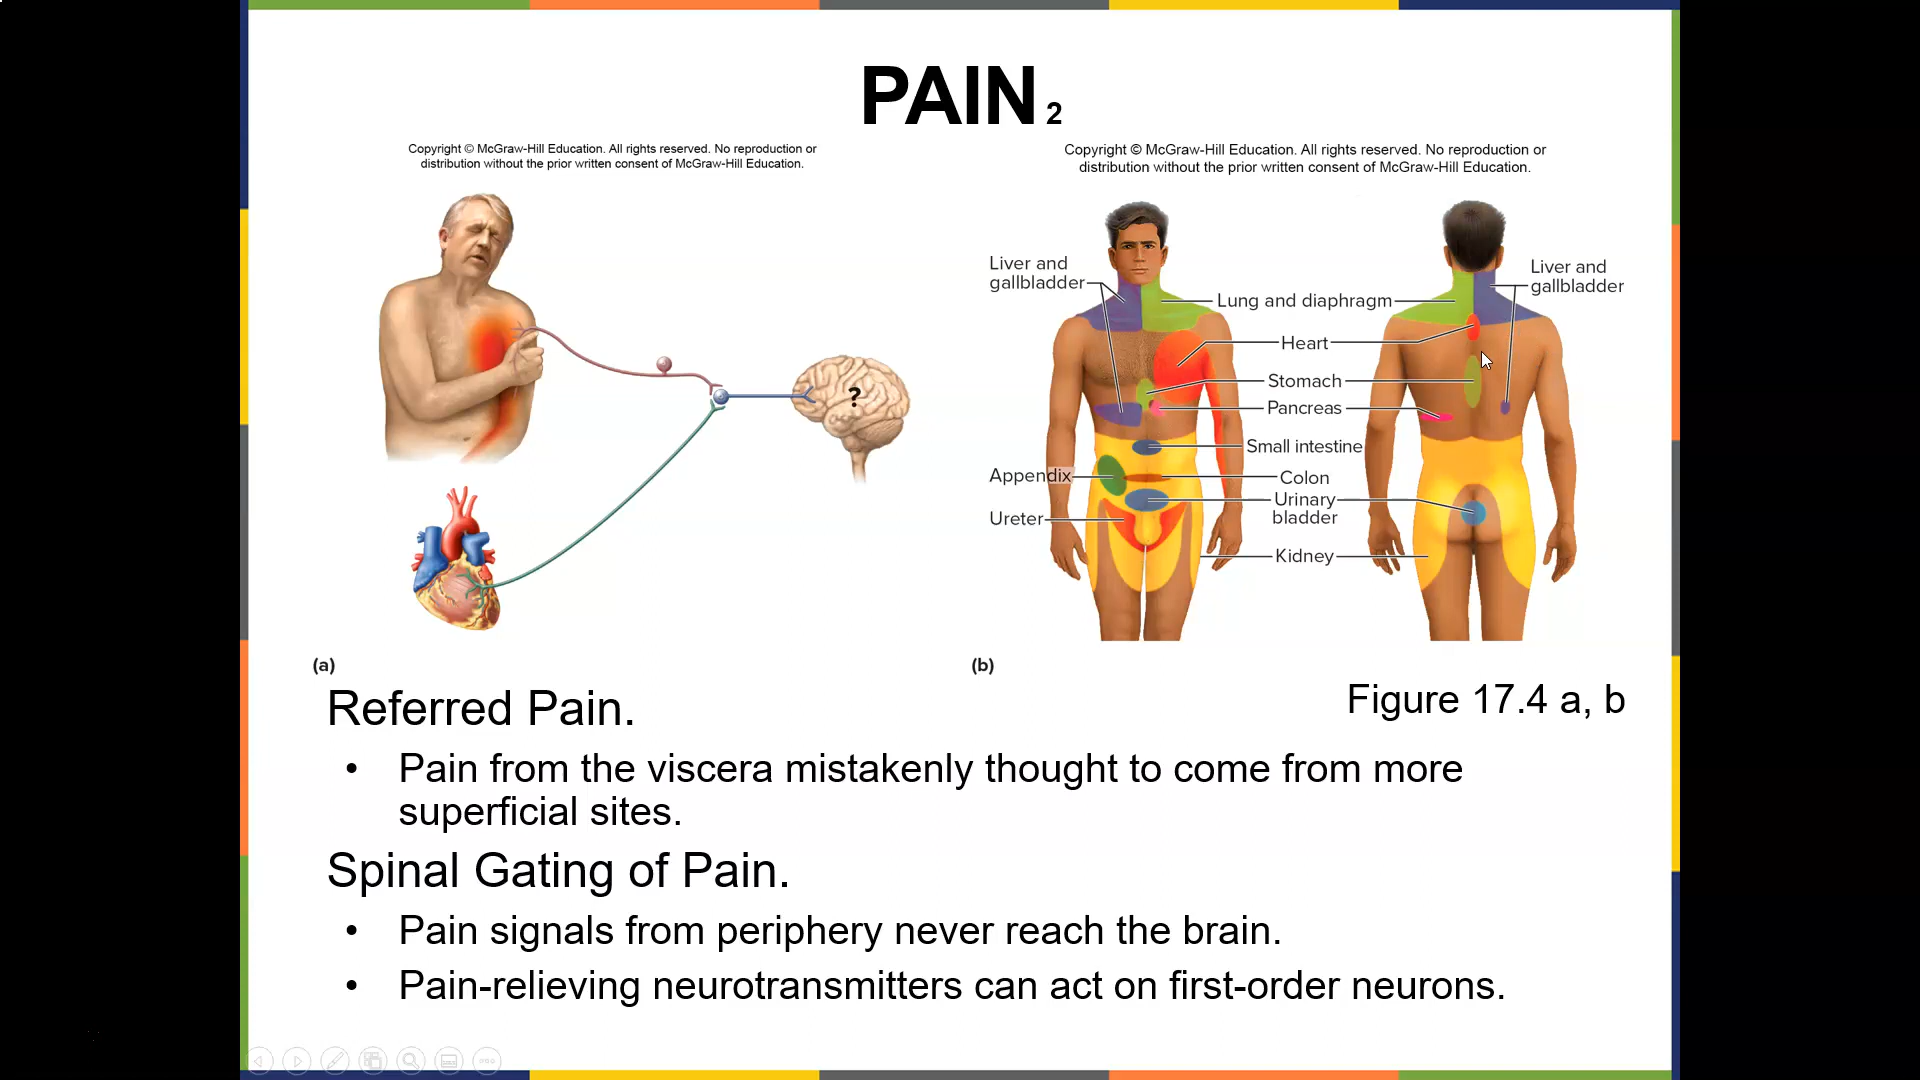 PAIN 2
Copyright © McGraw-Hill Education. All rights reserved. No reproduction or
distribution without the prior written consent of McGraw-Hill Education.
Copyright © McGraw-Hill Education. All rights reserved. No reproduction or
distribution without the prior written consent of McGraw-Hill Education.
?
Liver and
gallbladder
Lung and diaphragm
Liver and
gallbladder
Heart
Stomach
Pancreas
Small intestine
Appendix
Colon
Urinary
bladder
Ureter
Kidney
(a)
(b)
Figure 17.4 a, b
Referred Pain.
• Pain from the viscera mistakenly thought to come from more
superficial sites.
Spinal Gating of Pain.
• Pain signals from periphery never reach the brain.
• Pain-relieving neurotransmitters can act on first-order neurons.